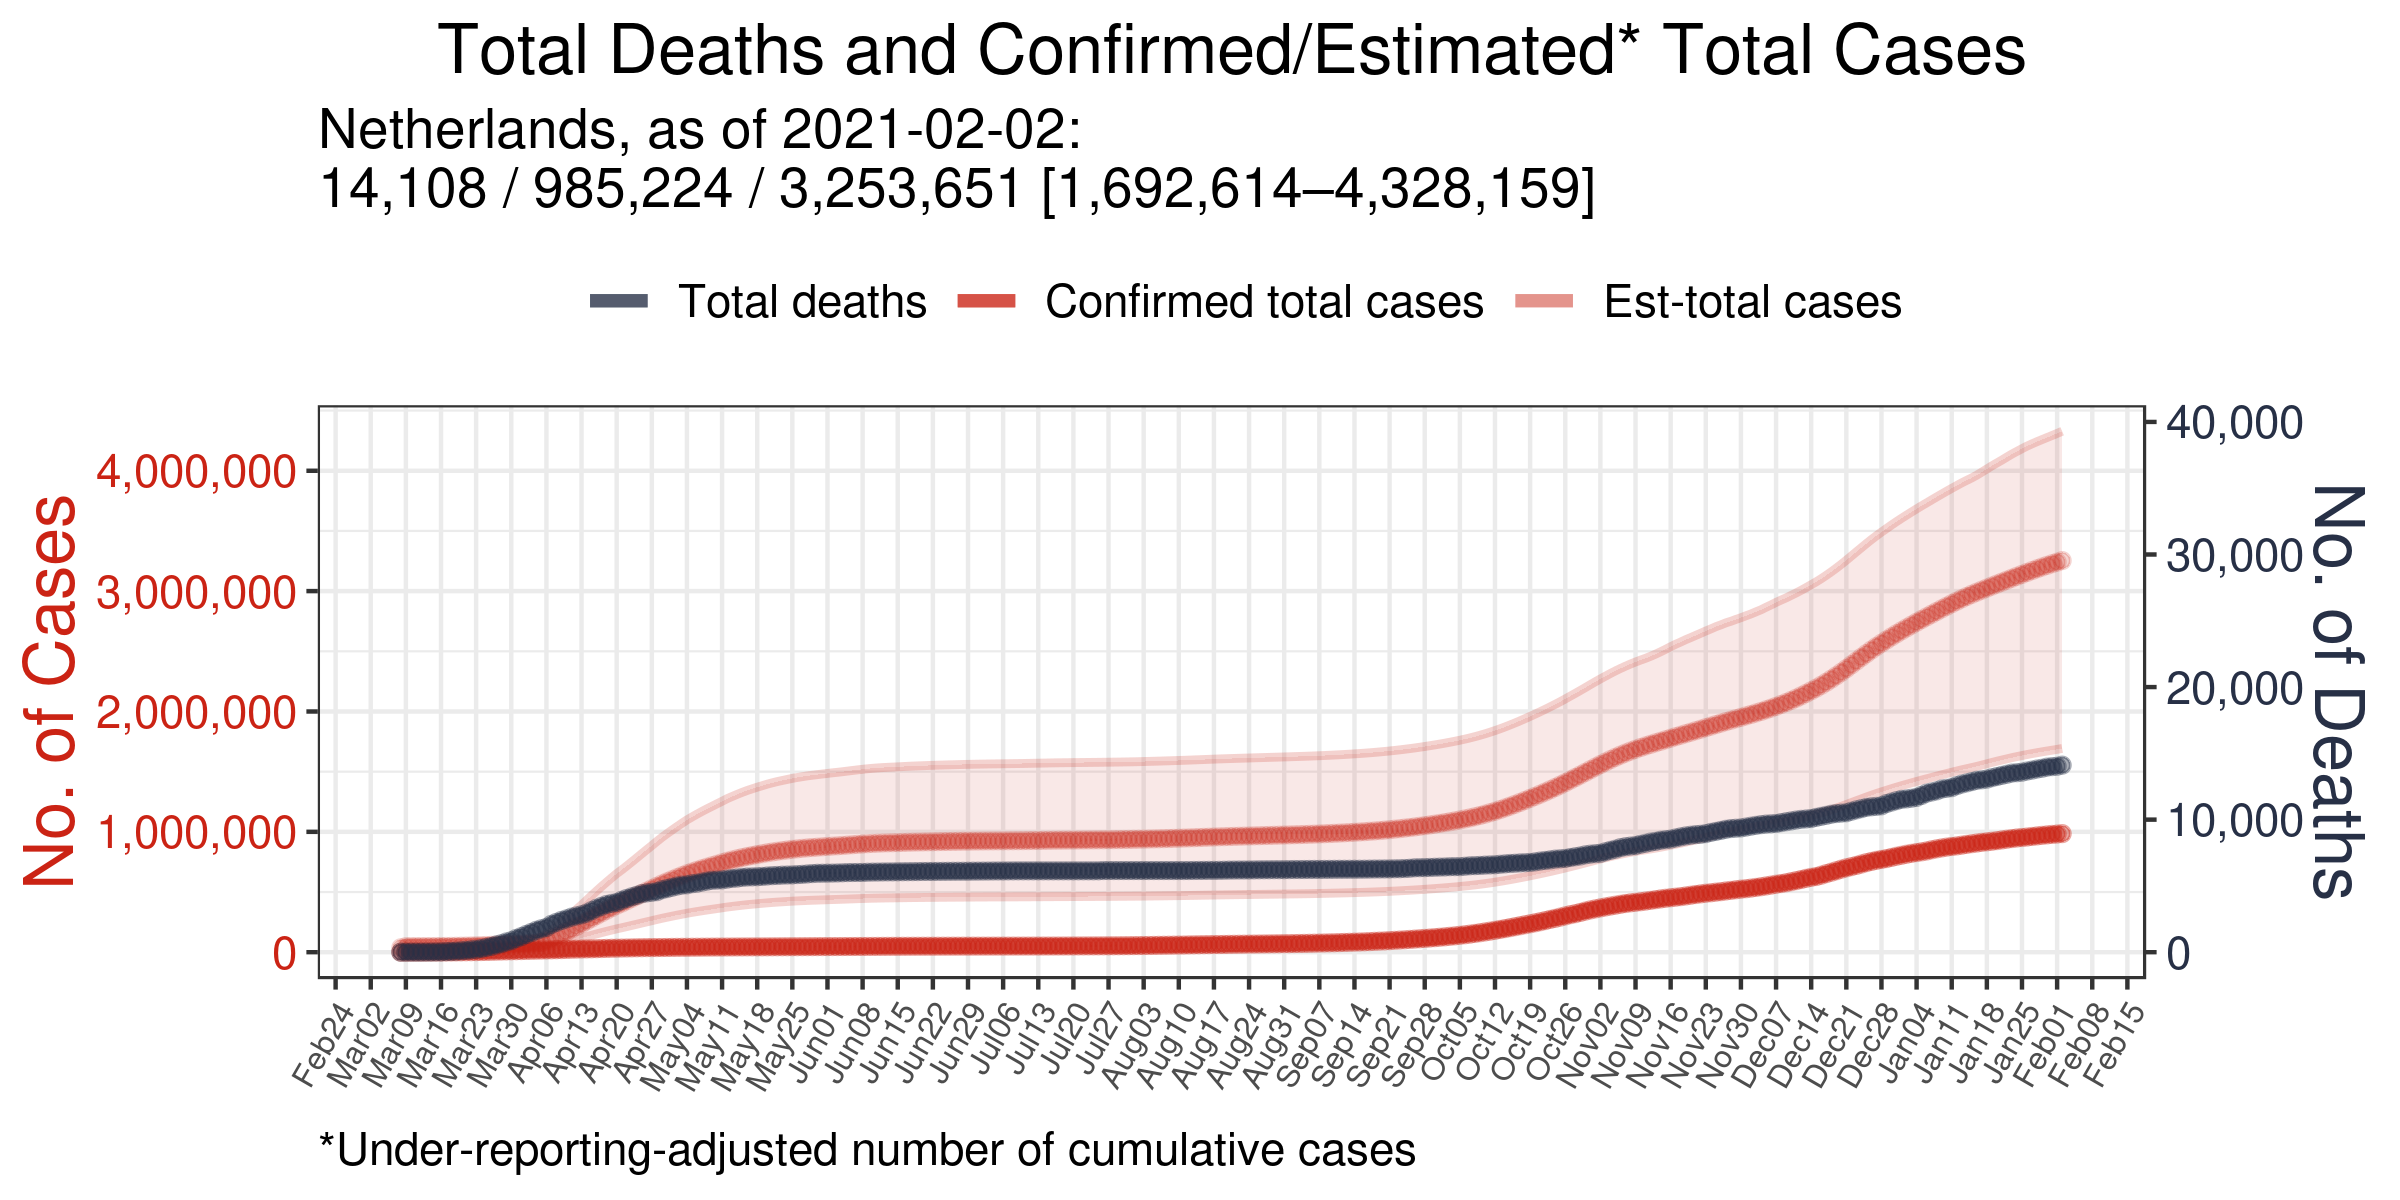 Total Deaths and Confirmed/Estimated* Total Cases
Netherlands, as of 2021-02-02:
14,108 / 985,224 / 3,253,651 [1,692,614–4,328,159]
Total deaths
Confirmed total cases
Est-total cases
No. of Cases
4,000,000
3,000,000
2,000,000
1,000,000
0
40,000
30,000
20,000
10,000
0
No. of Deaths
Feb24
Mar02
Mar09
Mar16
Mar23
Mar30
Apr06
Apr13
Apr20
Apr27
May04
May11
May18
May25
Jun01
Jun08
Jun15
Jun22
Jun29
Jul06
Jul13
Jul20
Jul27
Aug03
Aug10
Aug17
Aug24
Aug31
Sep07
Sep14
Sep21
Sep28
Oct05
Oct12
Oct19
Oct26
Nov02
Nov09
Nov16
Nov23
Nov30
Dec07
Dec14
Dec21
Dec28
Jan04
Jan11
Jan18
Jan25
Feb01
Feb08
Feb15
*Under-reporting-adjusted number of cumulative cases